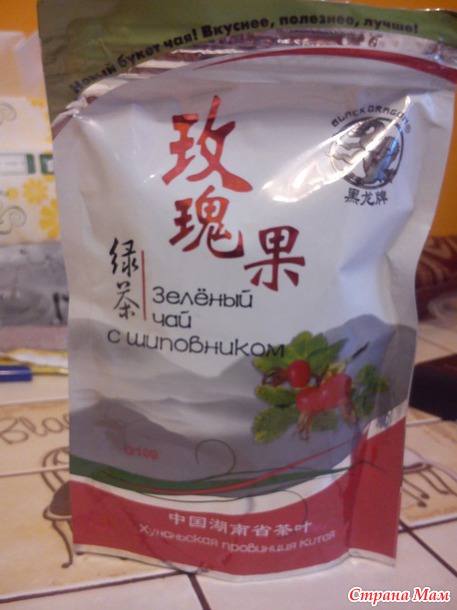 Новый букет чая! Вкуснее, полезнее, лучше!
BLACK DRAGON®
黑龙牌
玫瑰果
绿茶
Зелёный
чай
с шиповником
中国湖南省茶叶
Хунаньская провинция Китая
Страна Мам